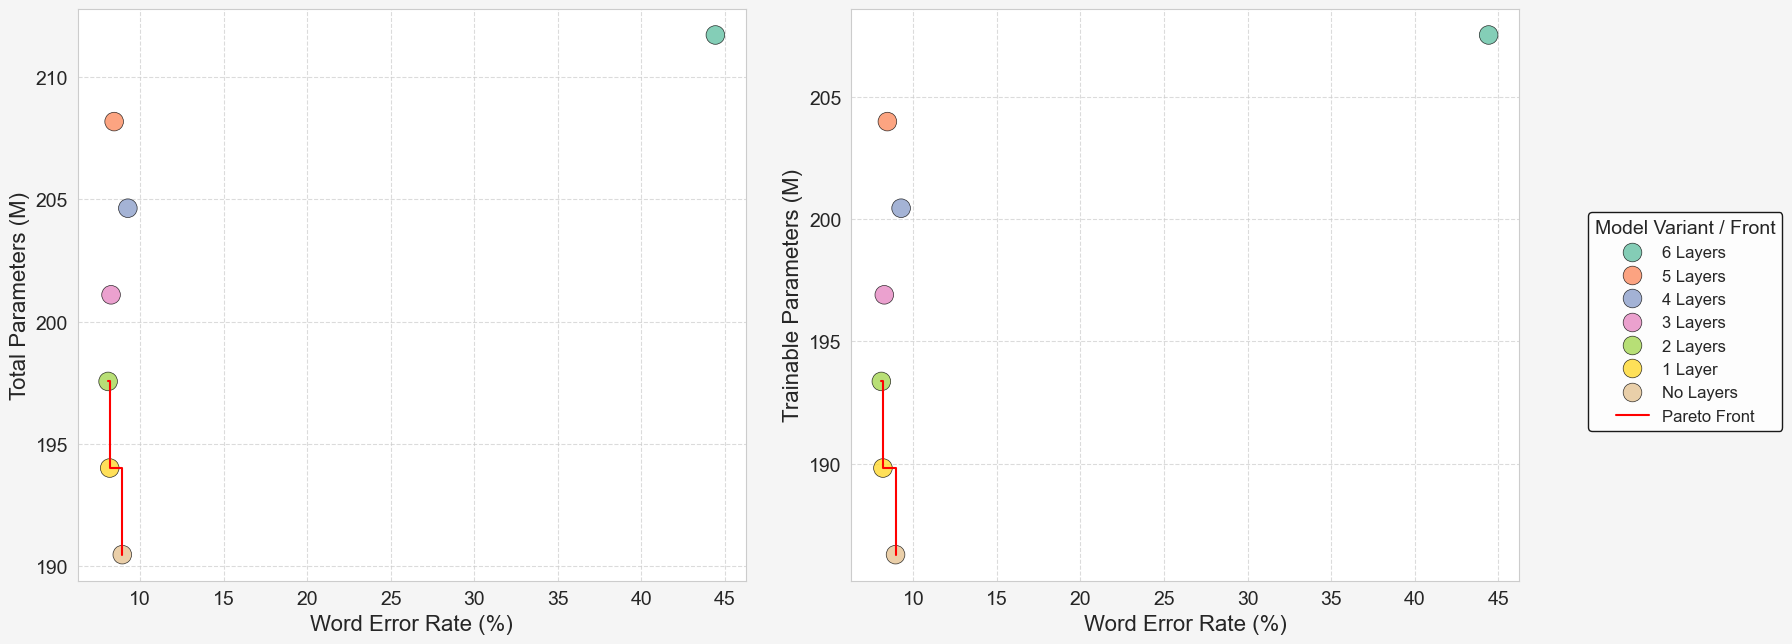 Total Parameters (M)
210
205
200
195
190
10 15 20 25 30 35 40 45
Word Error Rate (%)
Trainable Parameters (M)
205
200
195
190
10 15 20 25 30 35 40 45
Word Error Rate (%)
Model Variant / Front
6 Layers
5 Layers
4 Layers
3 Layers
2 Layers
1 Layer
No Layers
Pareto Front